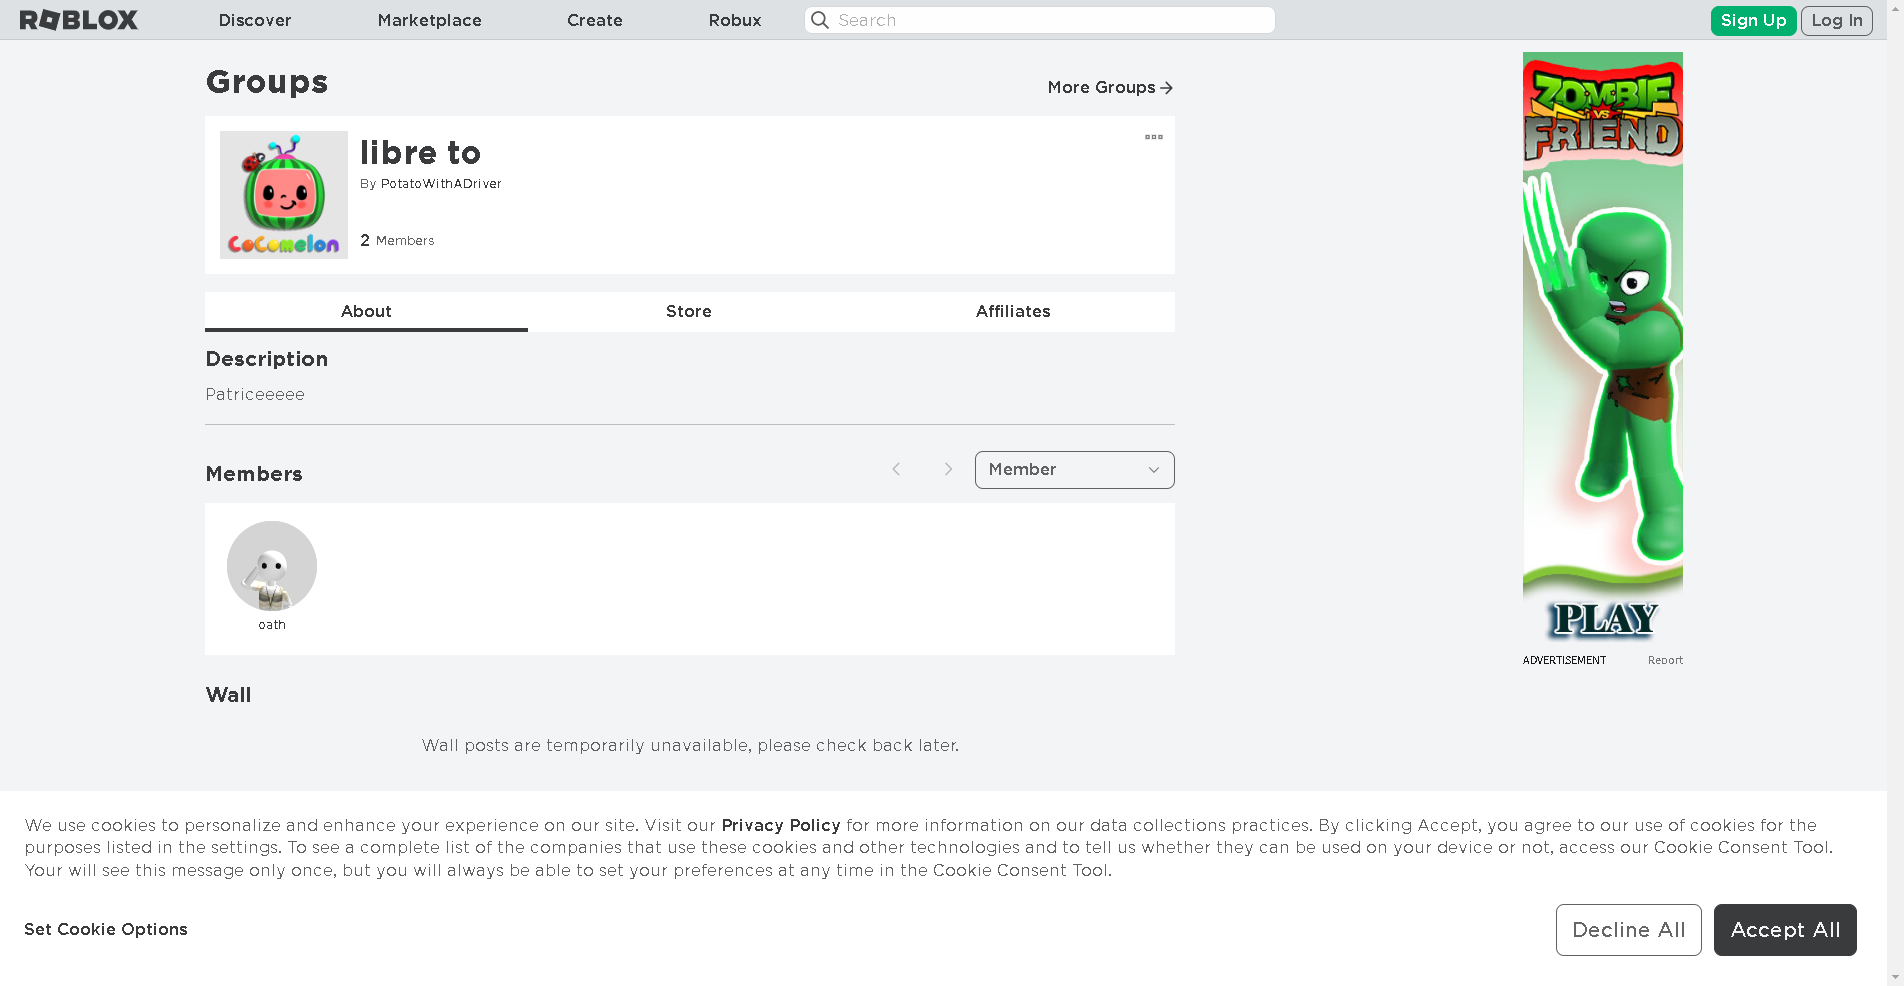 ROBLOX Discover Marketplace Create Robux Search Sign Up Log In
Groups
More Groups
libre to
By PotatoWithADriver
2 Members
CoComelon
About Store Affiliates
Description
Patriceeeee
Members
Member
oath
Wall
Wall posts are temporarily unavailable, please check back later.
ZOMBIE
VS
FRIEND
PLAY
ADVERTISEMENT Report
We use cookies to personalize and enhance your experience on our site. Visit our Privacy Policy for more information on our data collections practices. By clicking Accept, you agree to our use of cookies for the
purposes listed in the settings. To see a complete list of the companies that use these cookies and other technologies and to tell us whether they can be used on your device or not, access our Cookie Consent Tool.
Your will see this message only once, but you will always be able to set your preferences at any time in the Cookie Consent Tool.
Set Cookie Options
Decline All
Accept All